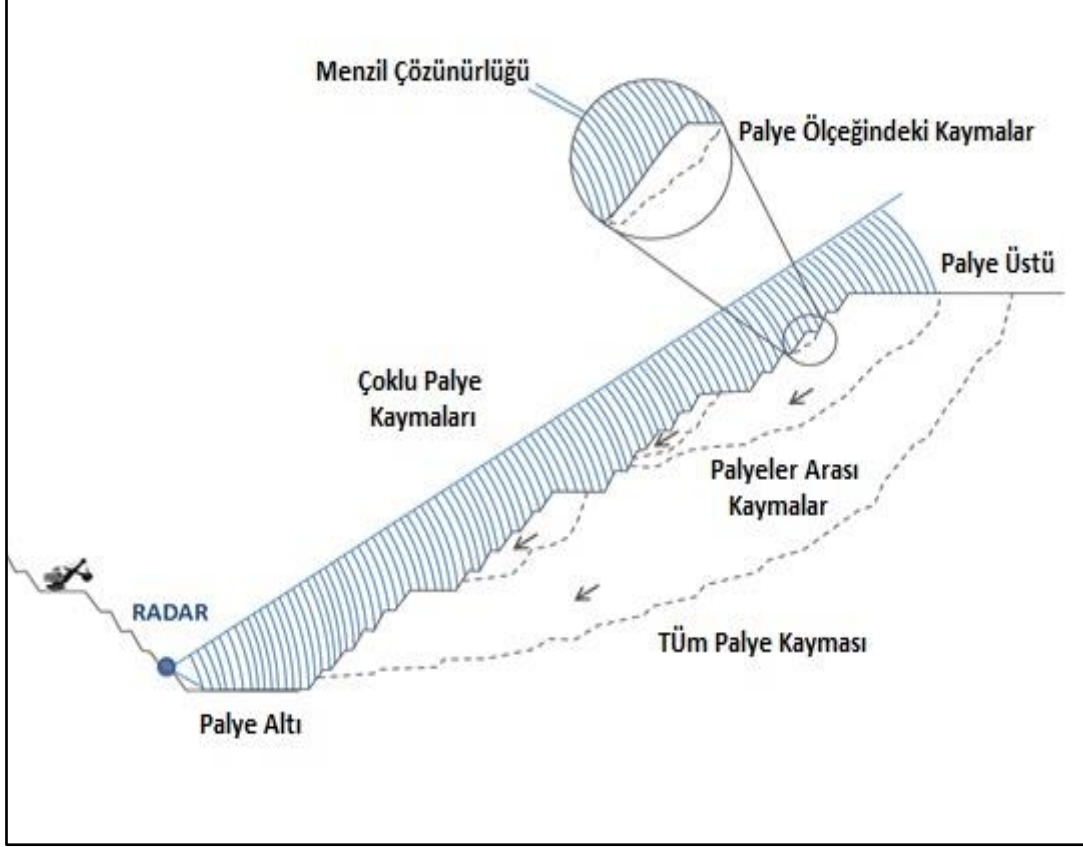 Menzil Çözünürlüğü
Palye Ölçeğindeki Kaymalar
Palye Üstü
Çoklu Palye
Kaymaları
Palyeler Arası
Kaymalar
RADAR
TÜm Palye Kayması
Palye Altı